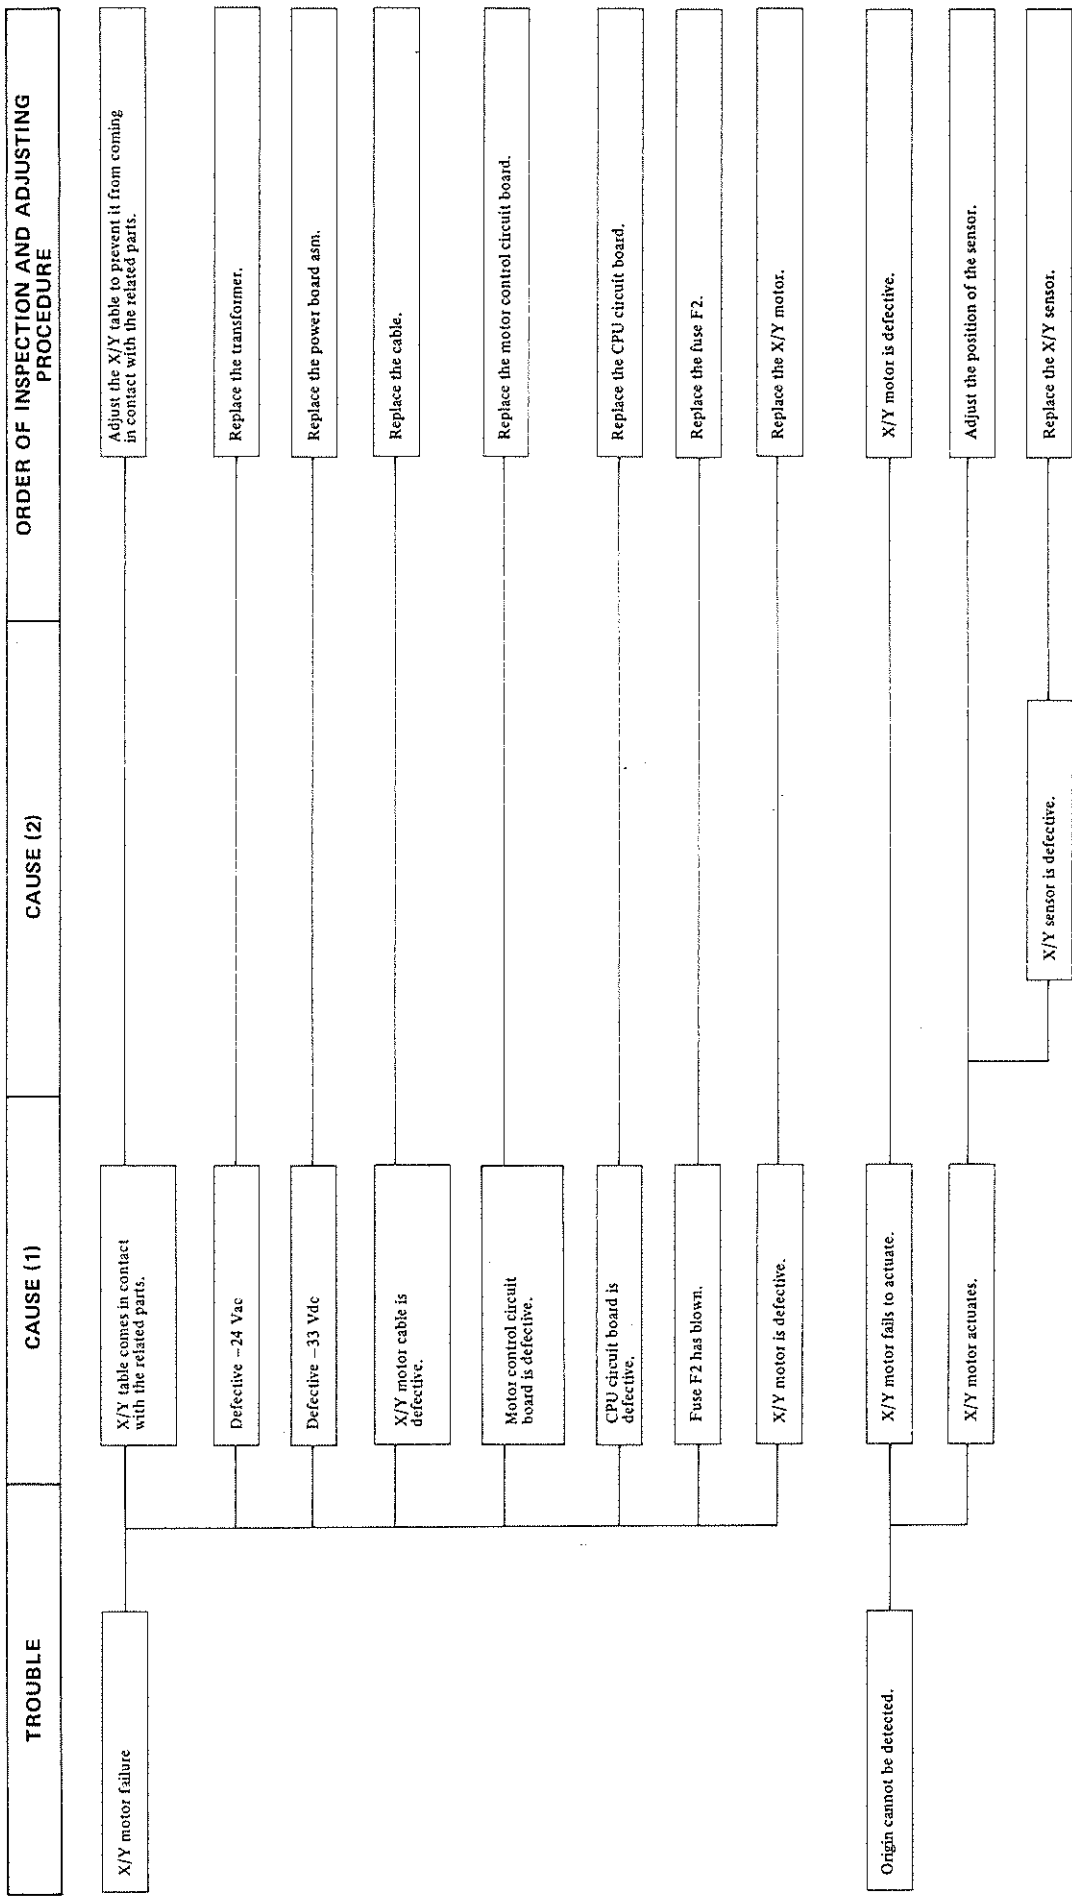 TROUBLE
CAUSE (1)
CAUSE (2)
ORDER OF INSPECTION AND ADJUSTING
PROCEDURE
X/Y motor failure
X/Y table comes in contact
with the related parts.
Adjust the X/Y table to prevent it from coming
in contact with the related parts.
Defective −24 Vac
Replace the transformer.
Defective −33 Vdc
Replace the power board asm.
X/Y motor cable is
defective.
Replace the cable.
Motor control circuit
board is defective.
Replace the motor control circuit board.
CPU circuit board is
defective.
Replace the CPU circuit board.
Fuse F2 has blown.
Replace the fuse F2.
X/Y motor is defective.
Replace the X/Y motor.
Origin cannot be detected.
X/Y motor fails to actuate.
X/Y motor is defective.
X/Y motor actuates.
Adjust the position of the sensor.
X/Y sensor is defective.
Replace the X/Y sensor.